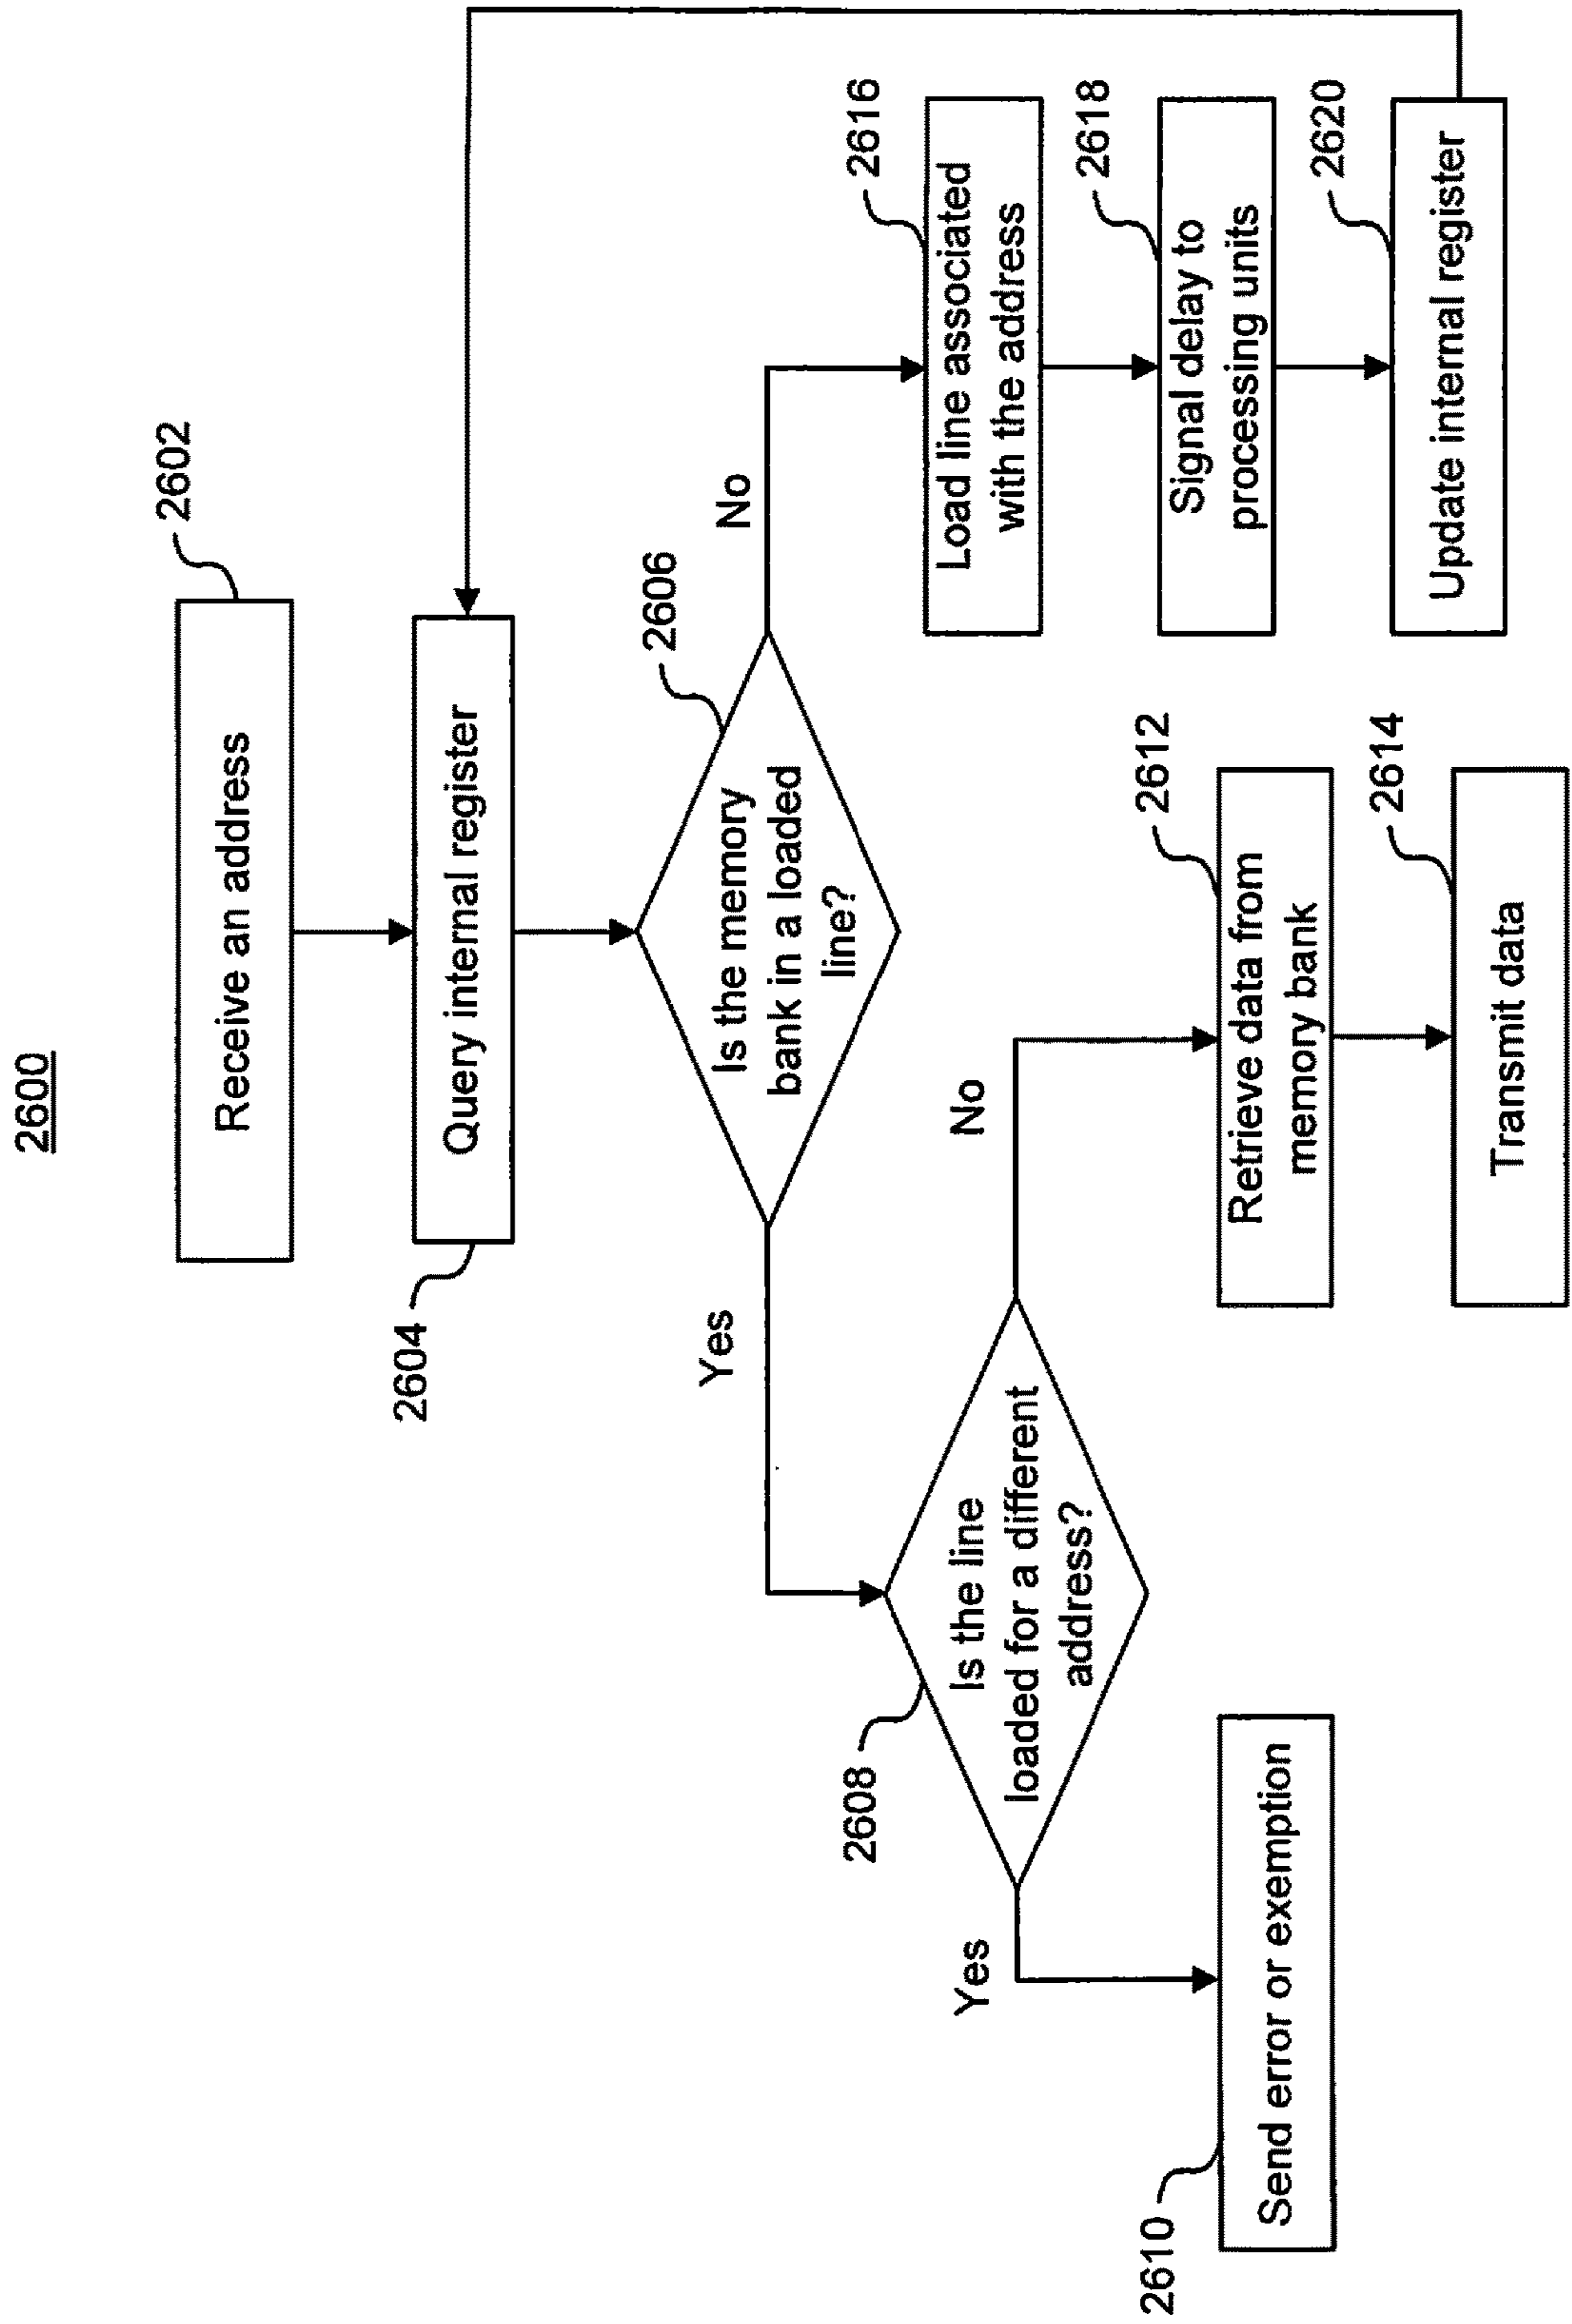 2600
Receive an address
2602
Query internal register
2604
Is the memory
bank in a loaded
line?
2606
Yes
No
Is the line
loaded for a different
address?
2608
Yes
No
Load line associated
with the address
2616
Signal delay to
processing units
2618
Update internal register
2620
Send error or exemption
2610
Retrieve data from
memory bank
2612
Transmit data
2614